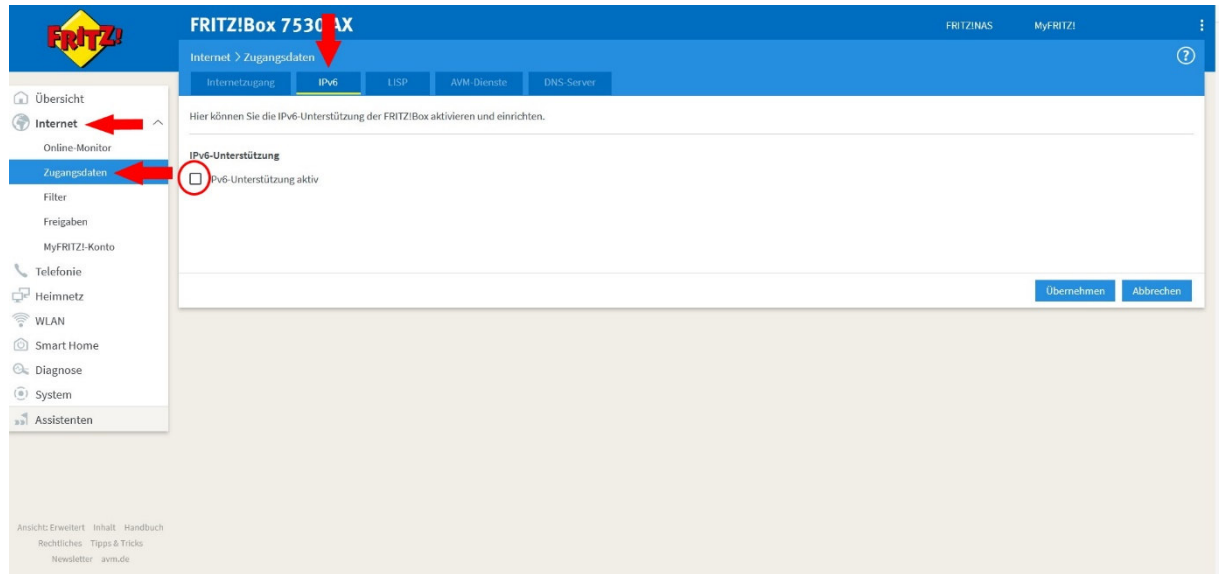 FRITZ!
FRITZ!Box 7530 AX
FRITZ!NAS
MyFRITZ!
Internet > Zugangsdaten
Internetzugang
IPv6
LISP
AVM-Dienste
DNS-Server
Übersicht
Internet
Online-Monitor
Zugangsdaten
Filter
Freigaben
MyFRITZ!-Konto
Telefonie
Heimnetz
WLAN
Smart Home
Diagnose
System
Assistenten
Hier können Sie die IPv6-Unterstützung der FRITZ!Box aktivieren und einrichten.
IPv6-Unterstützung
IPv6-Unterstützung aktiv
Übernehmen
Abbrechen
Ansicht: Erweitert Inhalt Handbuch
Rechtliches Tipps & Tricks
Newsletter avm.de